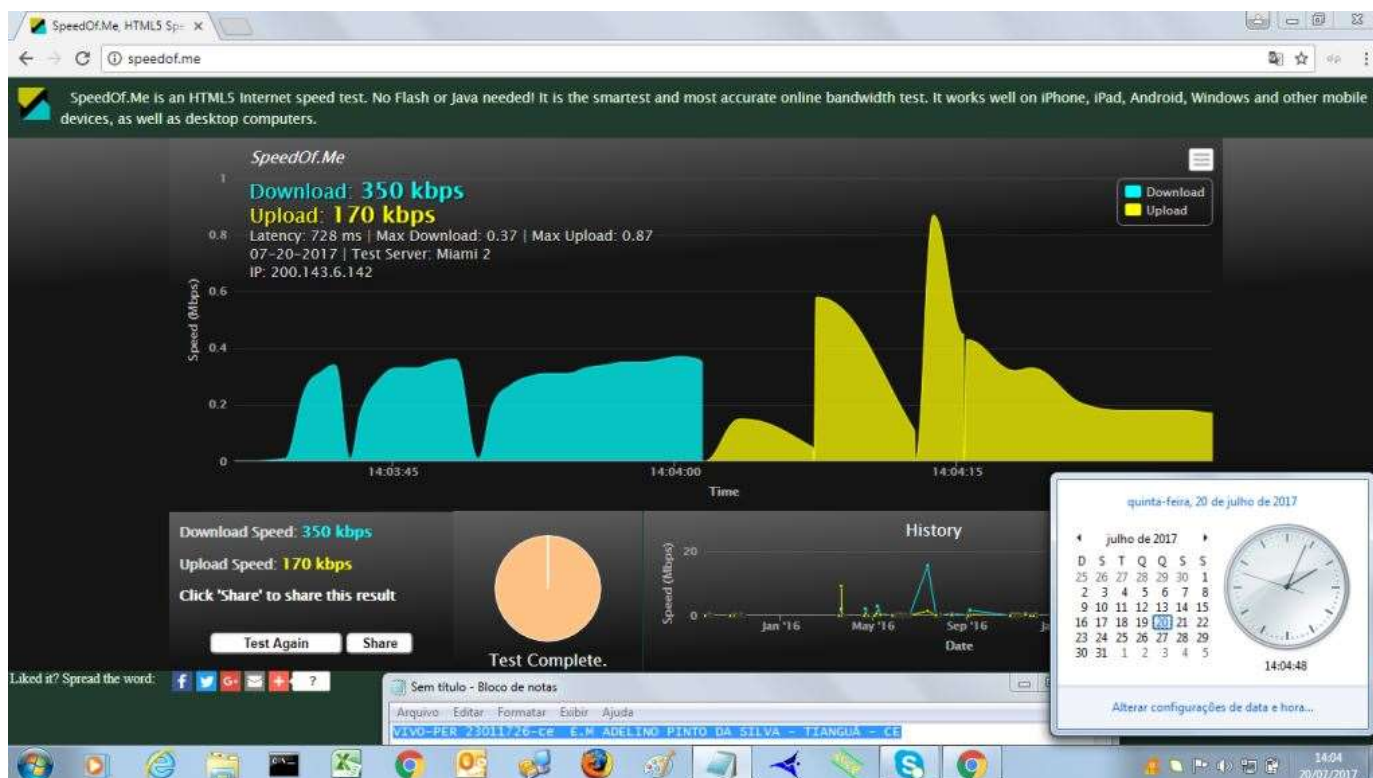 SpeedOf.Me, HTML5 Spe
speedof.me
SpeedOf.Me is an HTML5 Internet speed test. No Flash or Java needed! It is the smartest and most accurate online bandwidth test. It works well on iPhone, iPad, Android, Windows and other mobile
devices, as well as desktop computers.
SpeedOf.Me
Download: 350 kbps
Upload: 170 kbps
Latency: 728 ms | Max Download: 0.37 | Max Upload: 0.87
07-20-2017 | Test Server: Miami 2
IP: 200.143.6.142
Download
Upload
Speed (Mbps)
1
0.8
0.6
0.4
0.2
0
14:03:45 14:04:00 14:04:15
Time
Download Speed: 350 kbps
Upload Speed: 170 kbps
Click 'Share' to share this result
Test Again Share
Test Complete.
History
Speed (Mbps)
20
0
Jan '16 May '16 Sep '16
Date
quinta-feira, 20 de julho de 2017
julho de 2017
D S T Q Q S S
25 26 27 28 29 30 1
2 3 4 5 6 7 8
9 10 11 12 13 14 15
16 17 18 19 20 21 22
23 24 25 26 27 28 29
30 31 1 2 3 4 5
14:04:48
Alterar configurações de data e hora...
Liked it? Spread the word:
f G+ ?
Sem título - Bloco de notas
Arquivo Editar Formatar Exibir Ajuda
VIVO-PER 23011726-ce E.M ADELINO PINTO DA SILVA - TIANGUÁ - CE
14:04
20/07/2017